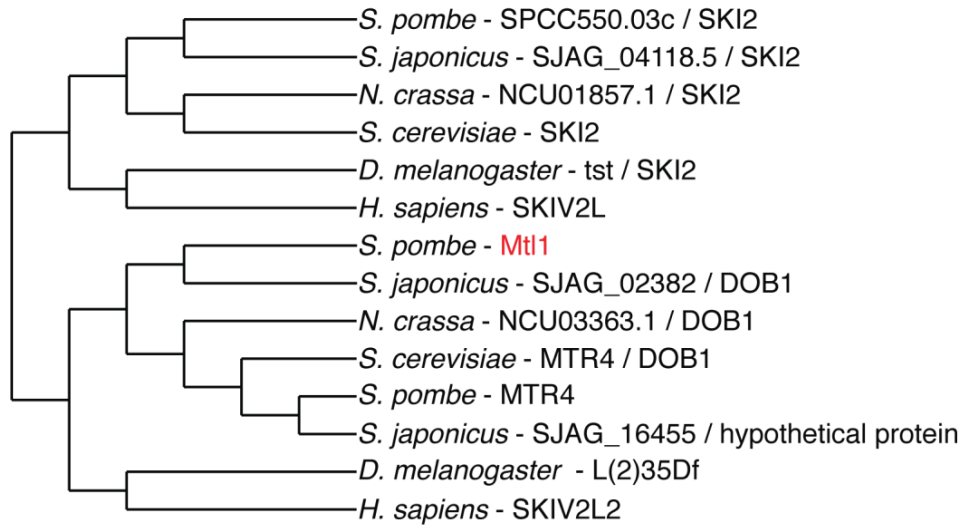 S. pombe - SPCC550.03c / SKI2
S. japonicus - SJAG_04118.5 / SKI2
N. crassa - NCU01857.1 / SKI2
S. cerevisiae - SKI2
D. melanogaster - tst / SKI2
H. sapiens - SKIV2L
S. pombe - Mtl1
S. japonicus - SJAG_02382 / DOB1
N. crassa - NCU03363.1 / DOB1
S. cerevisiae - MTR4 / DOB1
S. pombe - MTR4
S. japonicus - SJAG_16455 / hypothetical protein
D. melanogaster - L(2)35Df
H. sapiens - SKIV2L2